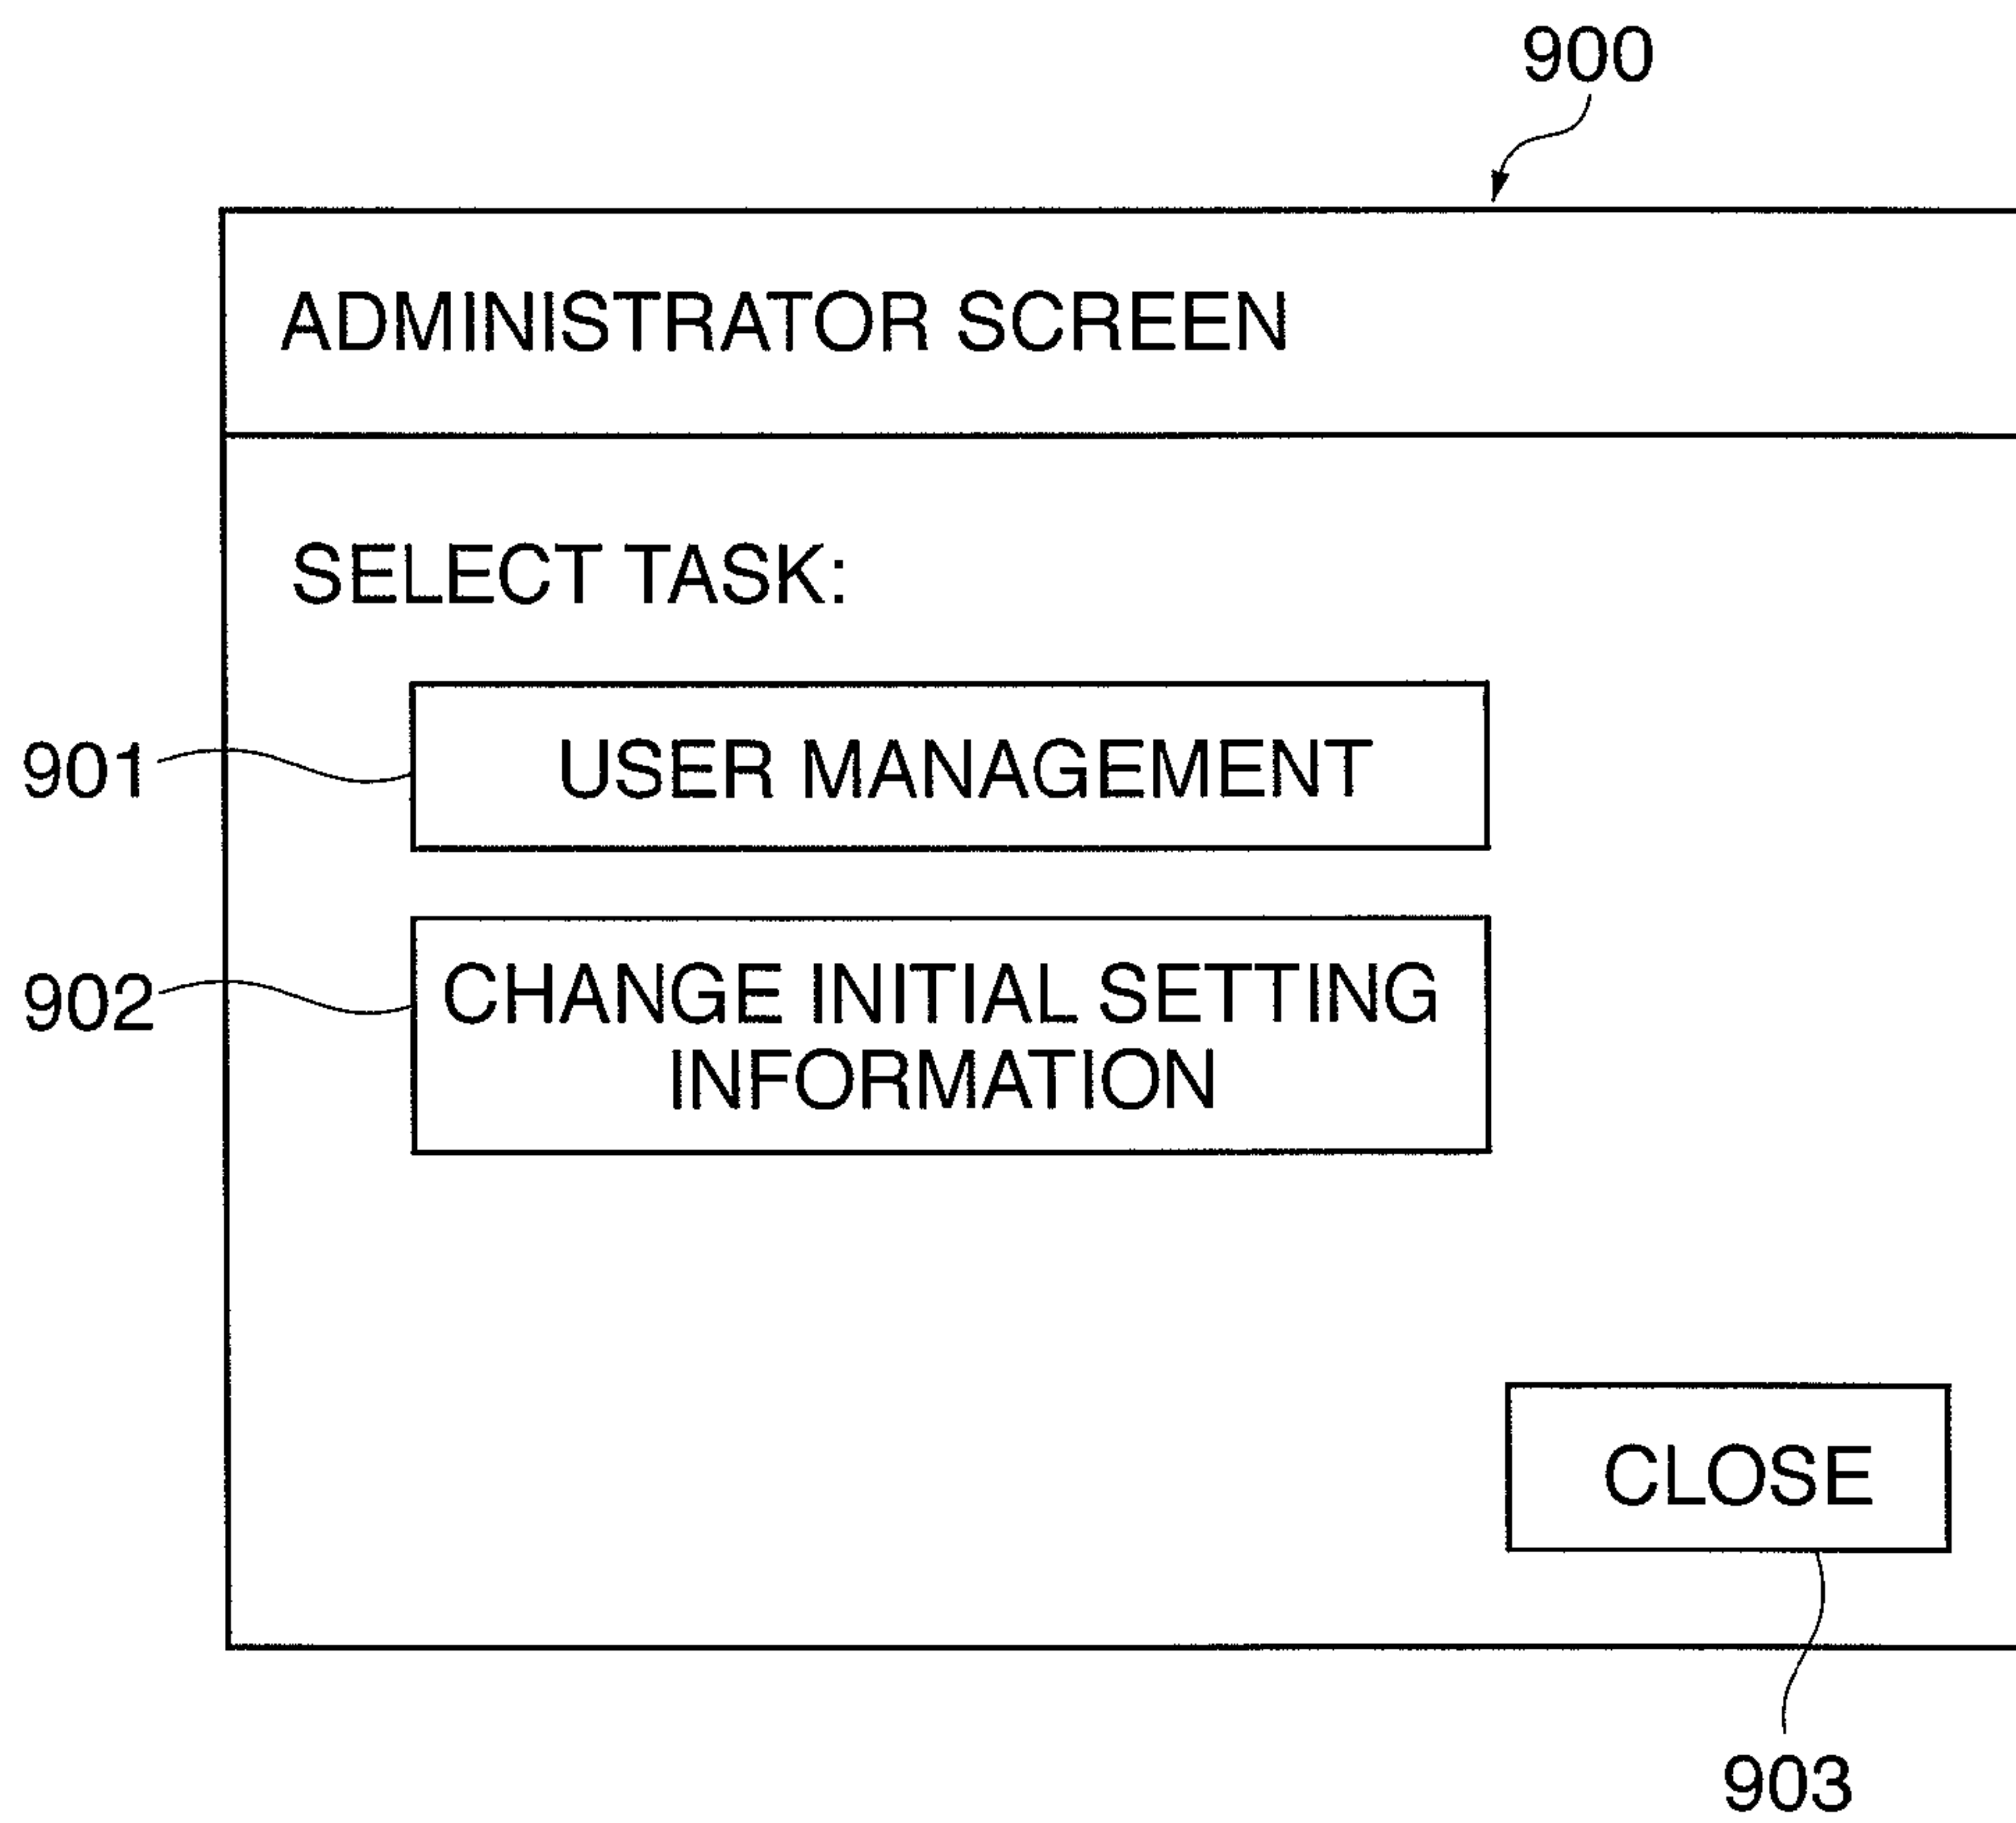 900
ADMINISTRATOR SCREEN
SELECT TASK:
901
USER MANAGEMENT
902
CHANGE INITIAL SETTING
INFORMATION
CLOSE
903